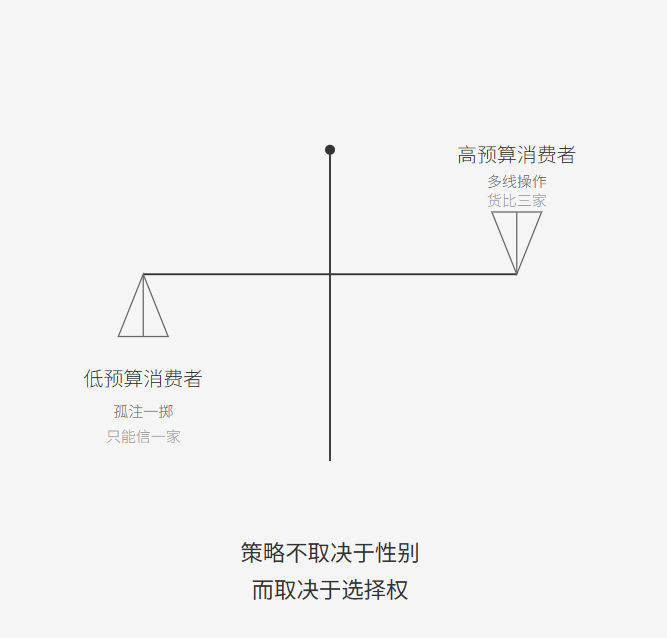 高预算消费者
多线操作
货比三家
低预算消费者
孤注一掷
只能信一家
策略不取决于性别
而取决于选择权